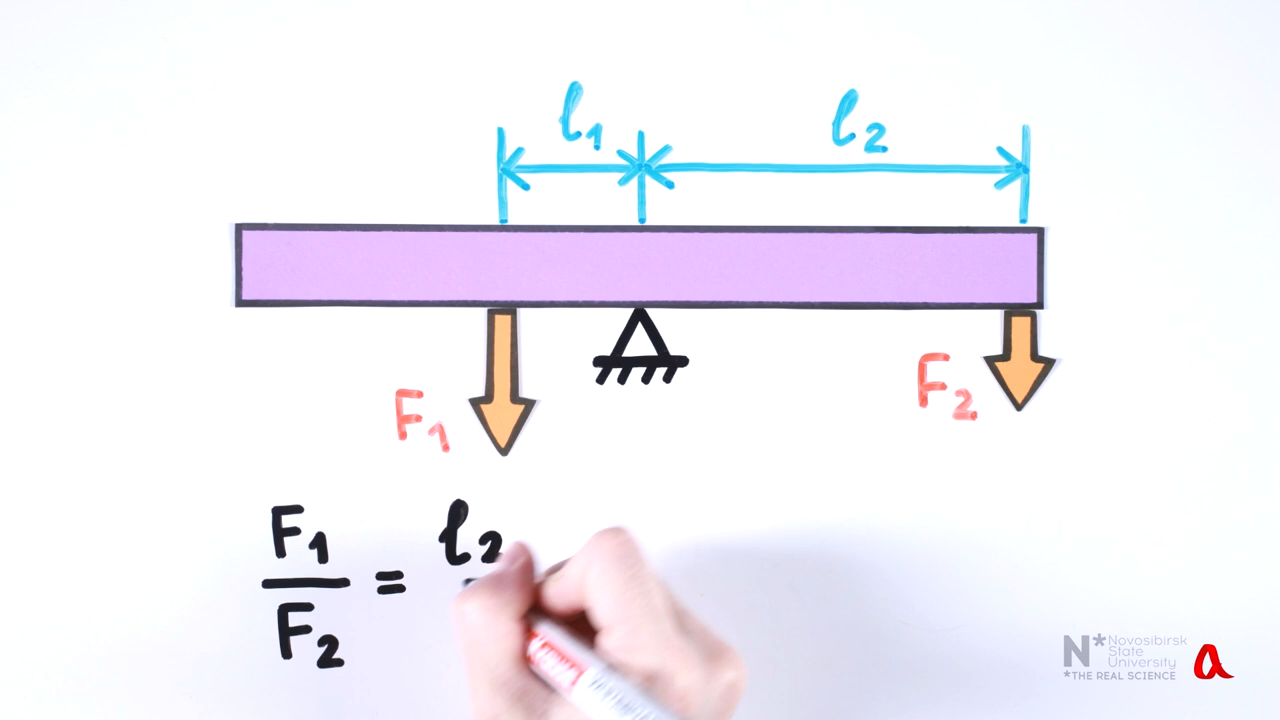 l₁ l₂
F₁ F₂
F₁
F₂
=
l₂
N* Novosibirsk
State
University
*THE REAL SCIENCE
a